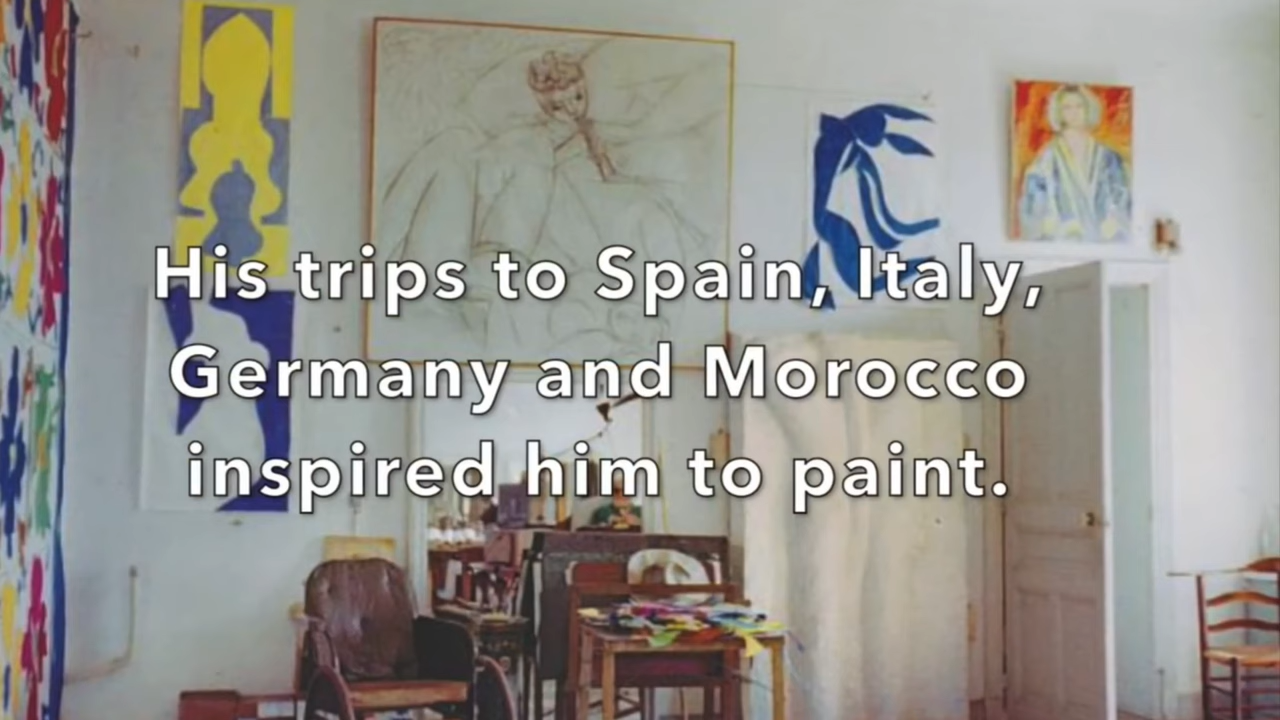 His trips to Spain, Italy,
Germany and Morocco
inspired him to paint.